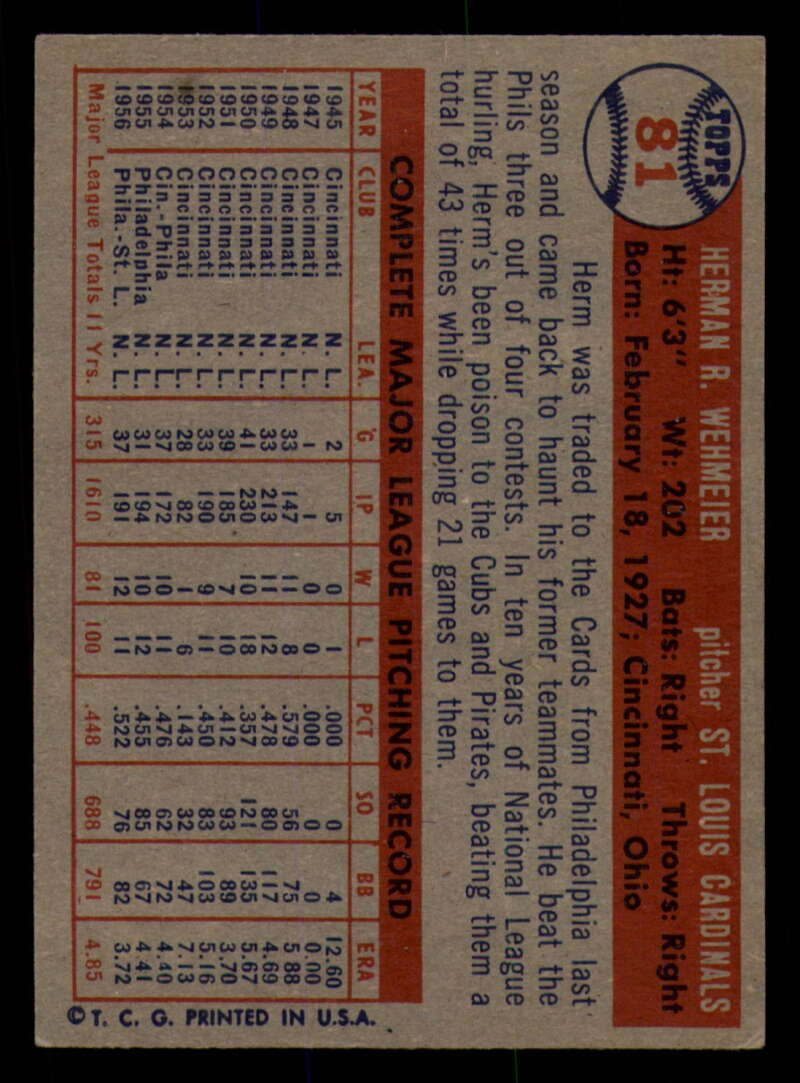 TOPPS
81
HERMAN R. WEHMEIER pitcher ST. LOUIS CARDINALS
Ht: 6'3" Wt: 202 Bats: Right Throws: Right
Born: February 18, 1927; Cincinnati, Ohio
Herm was traded to the Cards from Philadelphia last
season and came back to haunt his former teammates. He beat the
Phils three out of four contests. In ten years of National League
hurling, Herm's been poison to the Cubs and Pirates, beating them a
total of 43 times while dropping 21 games to them.
COMPLETE MAJOR LEAGUE PITCHING RECORD
YEAR CLUB LEA. G IP W L PCT SO BB ERA
1945 Cincinnati N. L. 2 5 0 1 .000 0 4 12.60
1947 Cincinnati N. L. 1 1 0 0 .000 0 0 0.00
1948 Cincinnati N. L. 33 147 11 8 .579 56 75 5.88
1949 Cincinnati N. L. 33 213 11 12 .478 80 117 4.69
1950 Cincinnati N. L. 41 230 10 18 .357 121 135 5.67
1951 Cincinnati N. L. 39 185 7 10 .412 93 89 3.70
1952 Cincinnati N. L. 33 190 9 11 .450 83 103 5.16
1953 Cincinnati N. L. 28 82 1 6 .143 32 47 7.13
1954 Cin.-Phila N. L. 37 172 10 11 .476 62 72 4.40
1955 Philadelphia N. L. 31 194 10 12 .455 85 67 4.41
1956 Phila.-St. L. N. L. 37 191 12 11 .522 76 82 3.72
Major League Totals 11 Yrs. 315 1610 81 100 .448 688 791 4.85
© T. C. G. PRINTED IN U.S.A.